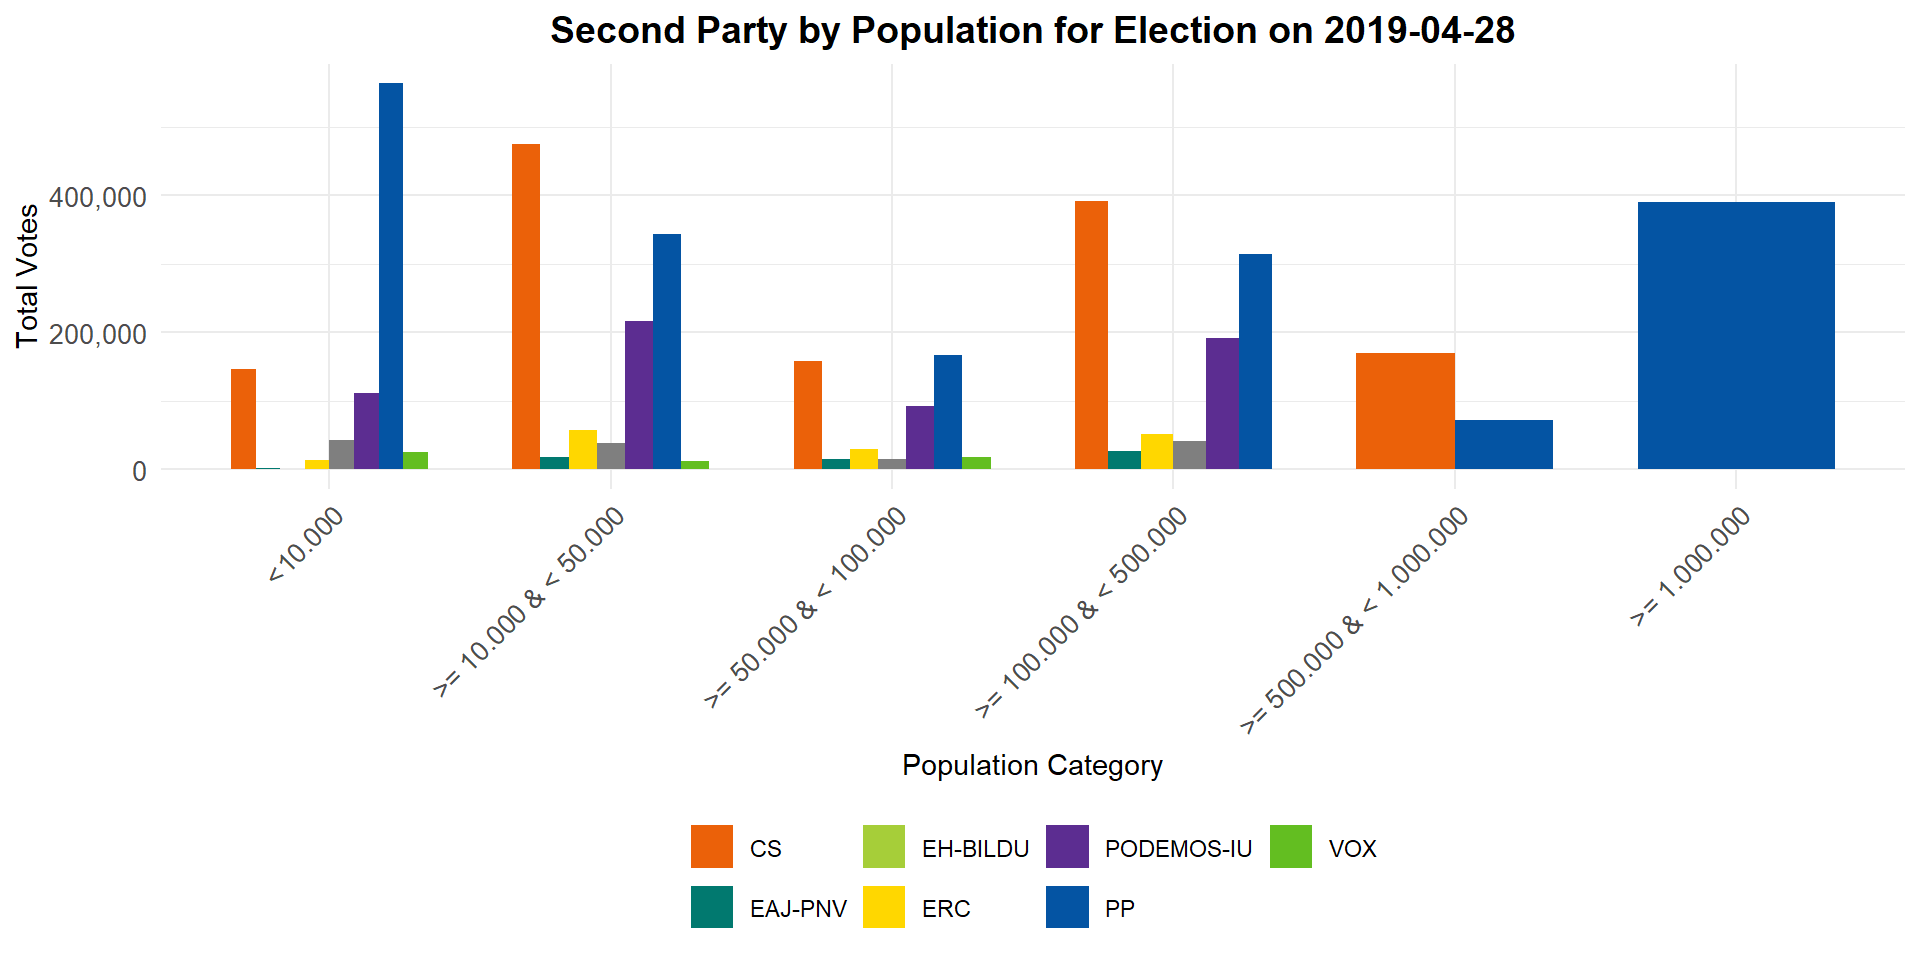 Second Party by Population for Election on 2019-04-28
Total Votes
400,000
200,000
0
<10.000
>= 10.000 & < 50.000
>= 50.000 & < 100.000
>= 100.000 & < 500.000
>= 500.000 & < 1.000.000
>= 1.000.000
Population Category
CS
EH-BILDU
PODEMOS-IU
VOX
EAJ-PNV
ERC
PP